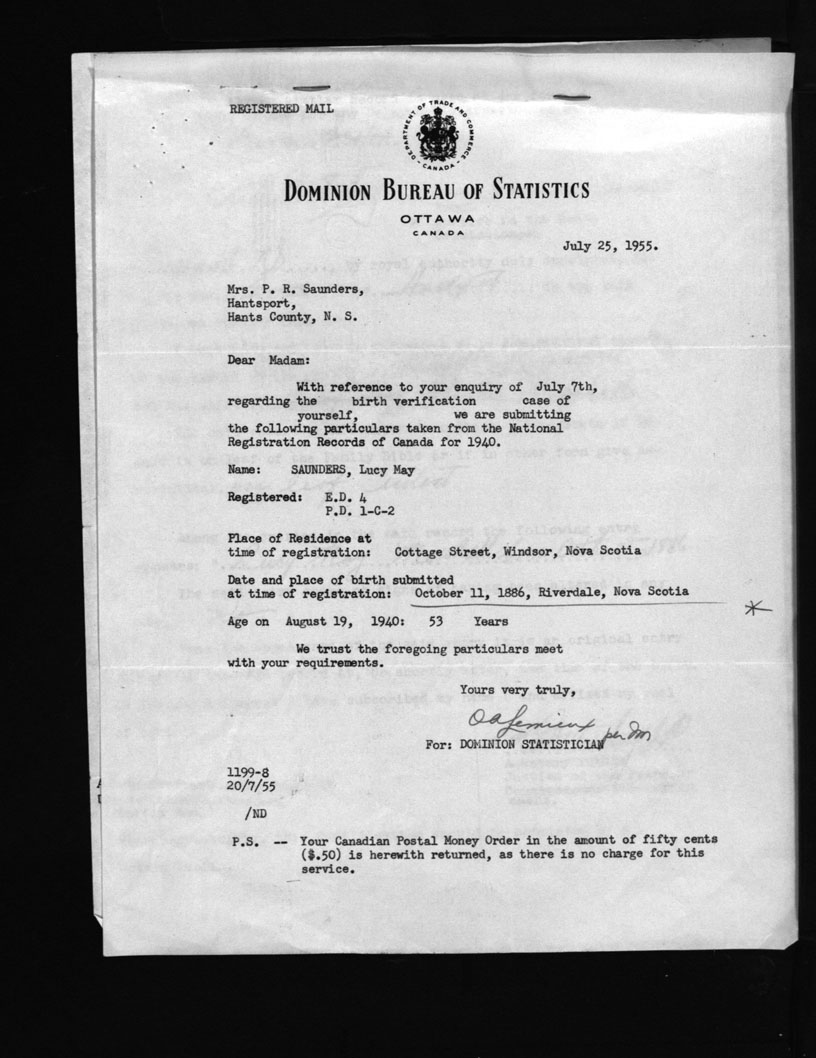 REGISTERED MAIL
DEPARTMENT OF TRADE AND COMMERCE
CANADA
DOMINION BUREAU OF STATISTICS
OTTAWA
CANADA
July 25, 1955.
Mrs. P. R. Saunders,
Hantsport,
Hants County, N. S.
Dear Madam:
With reference to your enquiry of July 7th,
regarding the birth verification case of
yourself, we are submitting
the following particulars taken from the National
Registration Records of Canada for 1940.
Name: SAUNDERS, Lucy May
Registered: E.D. 4
P.D. 1-C-2
Place of Residence at
time of registration: Cottage Street, Windsor, Nova Scotia
Date and place of birth submitted
at time of registration: October 11, 1886, Riverdale, Nova Scotia
Age on August 19, 1940: 53 Years
We trust the foregoing particulars meet
with your requirements.
Yours very truly,
OA Lemieux
per DM
For: DOMINION STATISTICIAN
1199-8
20/7/55
/ND
P.S. -- Your Canadian Postal Money Order in the amount of fifty cents
($.50) is herewith returned, as there is no charge for this
service.